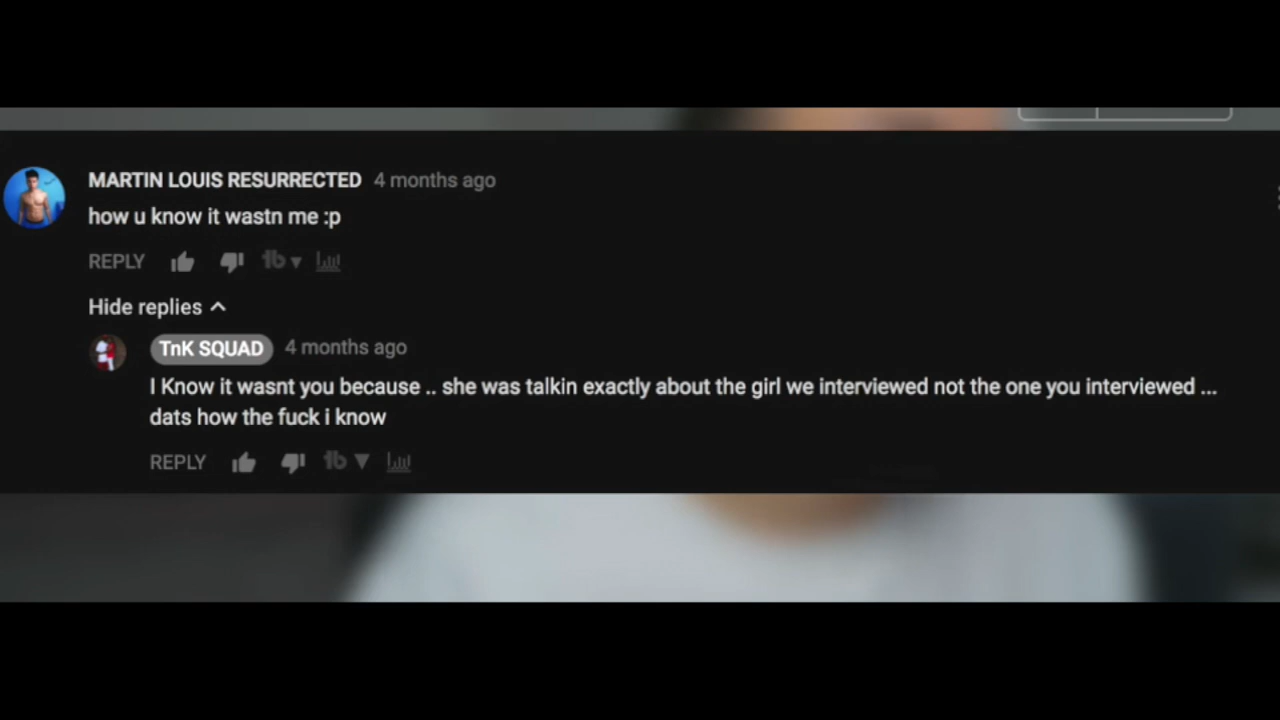 MARTIN LOUIS RESURRECTED 4 months ago
how u know it wastn me :p
REPLY
Hide replies
TnK SQUAD 4 months ago
I Know it wasnt you because .. she was talkin exactly about the girl we interviewed not the one you interviewed ...
dats how the fuck i know
REPLY